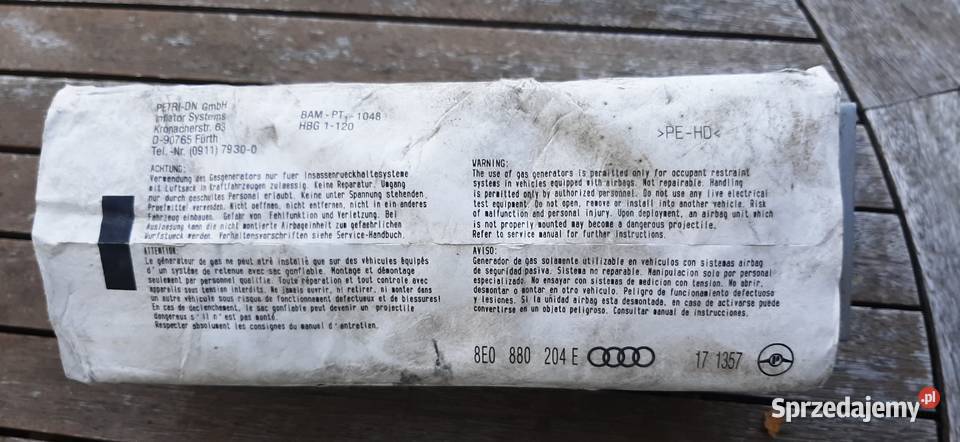 PETRI-DN GmbH
Inflator Systems
Kronacherstr. 63
D-90765 Fürth
Tel.-Nr. (0911) 7930-0
BAM-PT₁-1048
HBG 1-120
>PE-HD<
ACHTUNG:
Verwendung des Gasgenerators nur fuer Insassenrueckhaltesysteme
mit Luftsack in Kraftfahrzeugen zulaessig. Keine Reparatur. Umgang
nur durch geschultes Personal erlaubt. Keine unter Spannung stehenden
Pruefmittel verwenden. Nicht oeffnen, nicht entfernen, nicht in ein anderes
Fahrzeug einbauen. Gefahr von Fehlfunktion und Verletzung. Bei
Ausloesung kann die nicht montierte Airbageinheit zum gefaehrlichen
Wurfstueck werden. Verhaltensvorschriften siehe Service-Handbuch.
WARNING:
The use of gas generators is permitted only for occupant restraint
systems in vehicles equipped with airbags. Not repairable. Handling
is permitted only by authorized personnel. Do not use any live electrical
test equipment. Do not open, remove or install into another vehicle. Risk
of malfunction and personal injury. Upon deployment, an airbag unit which
is not properly mounted may become a dangerous projectile.
Refer to service manual for further instructions.
ATTENTION:
Le générateur de gas ne peut être installé que sur des véhicules équipés
d'un système de retenue avec sac gonflable. Montage et démontage
seulement par personnel qualifie. Toute réparation et tout contrôle avec
appareils sous tension interdits. Ne jamais ouvrir, ni retirer, ni monter dans
un autre véhicule sous risque de fonctionnement défectueux et de blessures!
En cas de declenchement, le sac gonflable peut devenir un projectile
dangereux s'il n'est pas monté.
Respecter absolument les consignes du manuel d'entretien.
AVISO:
Generador de gas solamente utilizable en vehiculos con sistemas airbag
de seguridad pasiva. Sistema no reparable. Manipulacion solo por personal
especializado. No ensayar con sistemas de medicion con tension. No abrir,
desmontar o montar en otro vehiculo. Peligro de funcionamiento defectuoso
y lesiones. Si la unidad airbag esta desmontada, en caso de activarse puede
convertirse en un objeto peligroso. Consultar manual de instrucciones.
8E0 880 204 E
17 1357
Sprzedajemy.pl